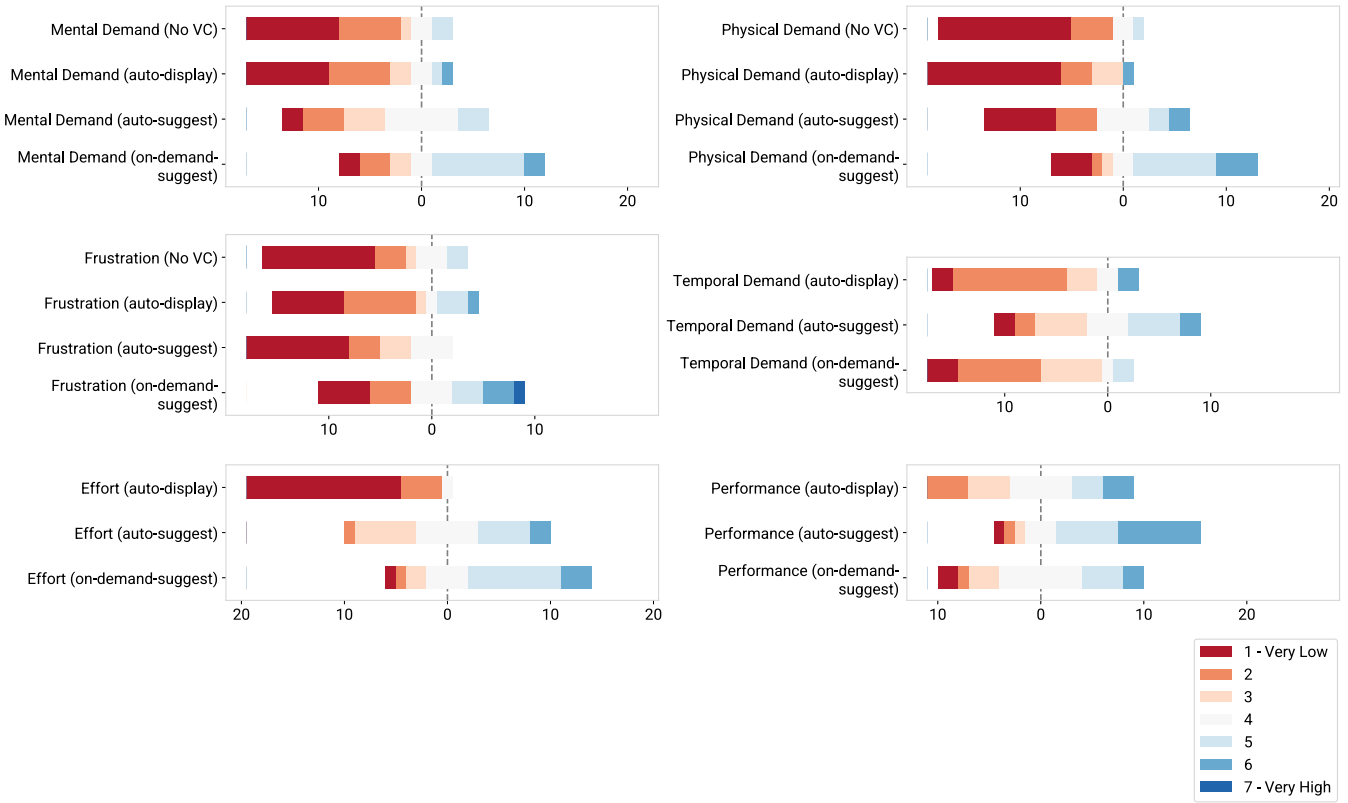 Mental Demand (No VC)
Mental Demand (auto-display)
Mental Demand (auto-suggest)
Mental Demand (on-demand-
suggest)
10 0 10 20
Physical Demand (No VC)
Physical Demand (auto-display)
Physical Demand (auto-suggest)
Physical Demand (on-demand-
suggest)
10 0 10 20
Frustration (No VC)
Frustration (auto-display)
Frustration (auto-suggest)
Frustration (on-demand-
suggest)
10 0 10
Temporal Demand (auto-display)
Temporal Demand (auto-suggest)
Temporal Demand (on-demand-
suggest)
10 0 10
Effort (auto-display)
Effort (auto-suggest)
Effort (on-demand-suggest)
20 10 0 10 20
Performance (auto-display)
Performance (auto-suggest)
Performance (on-demand-
suggest)
10 0 10 20
1 - Very Low
2
3
4
5
6
7 - Very High